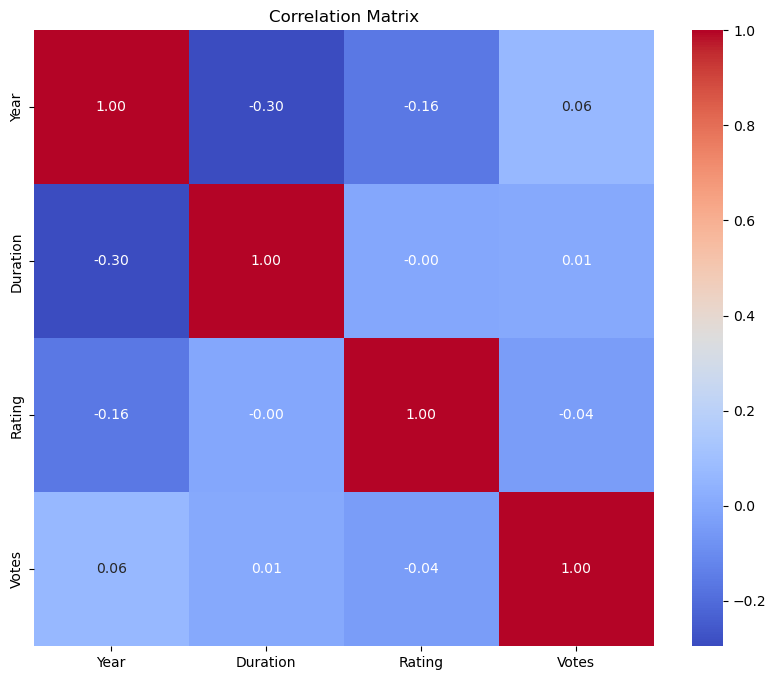 Correlation Matrix
Year
1.00
-0.30
-0.16
0.06
Duration
-0.30
1.00
-0.00
0.01
Rating
-0.16
-0.00
1.00
-0.04
Votes
0.06
0.01
-0.04
1.00
Year
Duration
Rating
Votes
1.0
0.8
0.6
0.4
0.2
0.0
−0.2